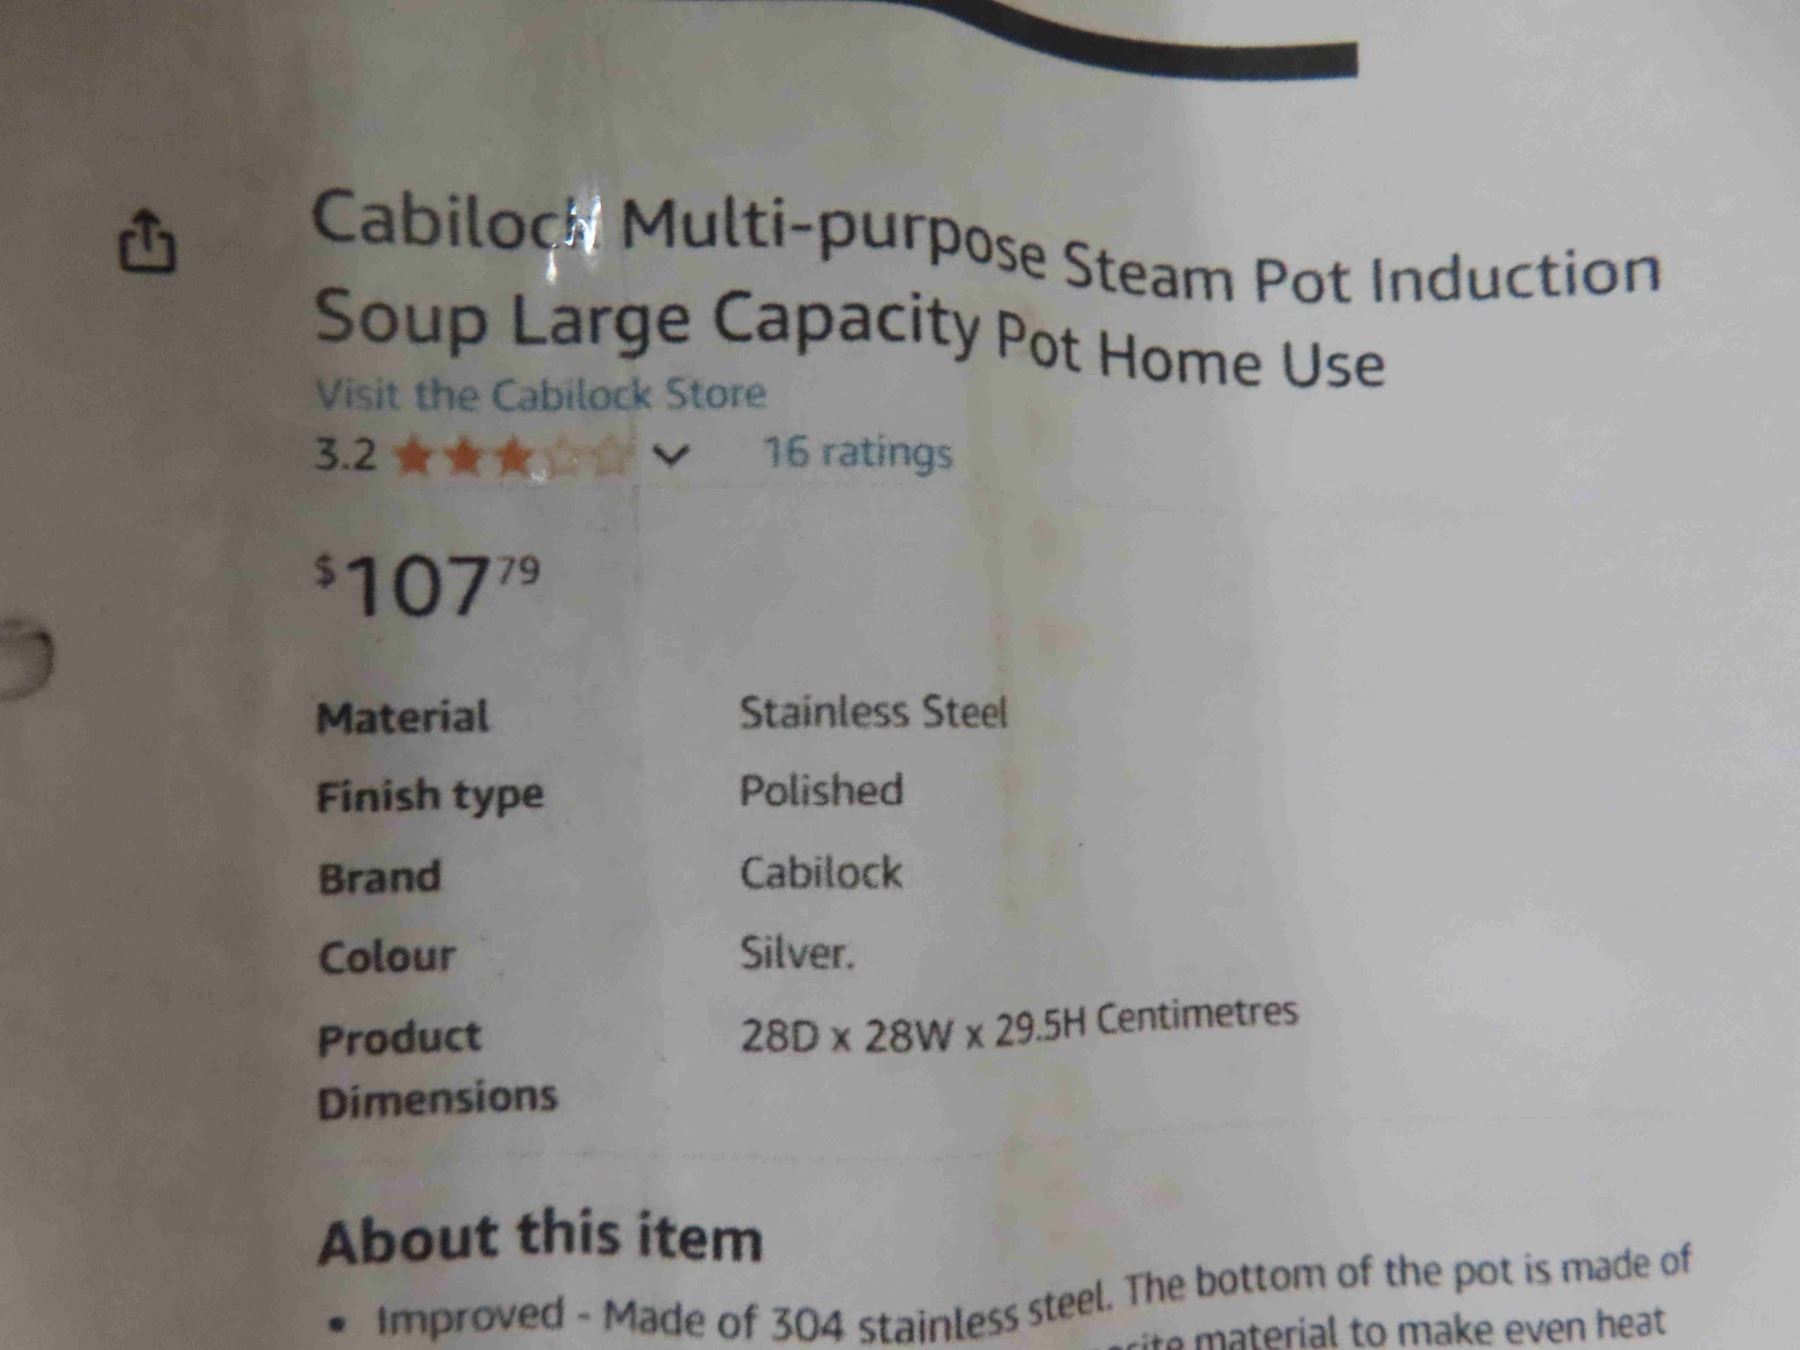 Cabilock Multi-purpose Steam Pot Induction
Soup Large Capacity Pot Home Use
Visit the Cabilock Store
3.2 16 ratings
$107 79
Material Stainless Steel
Finish type Polished
Brand Cabilock
Colour Silver.
Product 28D x 28W x 29.5H Centimetres
Dimensions
About this item
• Improved - Made of 304 stainless steel. The bottom of the pot is made of
material to make even heat